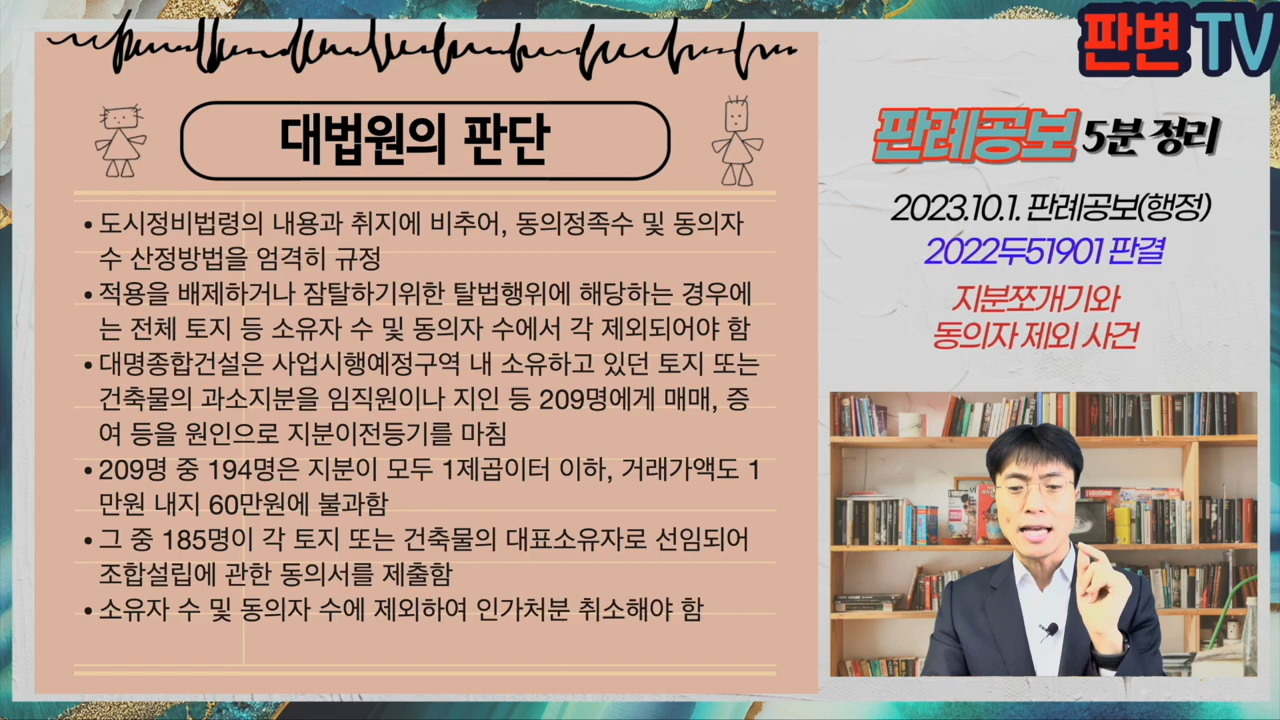 판변 TV
대법원의 판단
• 도시정비법령의 내용과 취지에 비추어, 동의정족수 및 동의자
수 산정방법을 엄격히 규정
• 적용을 배제하거나 잠탈하기위한 탈법행위에 해당하는 경우에
는 전체 토지 등 소유자 수 및 동의자 수에서 각 제외되어야 함
• 대명종합건설은 사업시행예정구역 내 소유하고 있던 토지 또는
건축물의 과소지분을 임직원이나 지인 등 209명에게 매매, 증
여 등을 원인으로 지분이전등기를 마침
• 209명 중 194명은 지분이 모두 1제곱미터 이하, 거래가액도 1
만원 내지 60만원에 불과함
• 그 중 185명이 각 토지 또는 건축물의 대표소유자로 선임되어
조합설립에 관한 동의서를 제출함
• 소유자 수 및 동의자 수에 제외하여 인가처분 취소해야 함
판례공보 5분 정리
2023.10.1. 판례공보(행정)
2022두51901 판결
지분쪼개기와
동의자 제외 사건